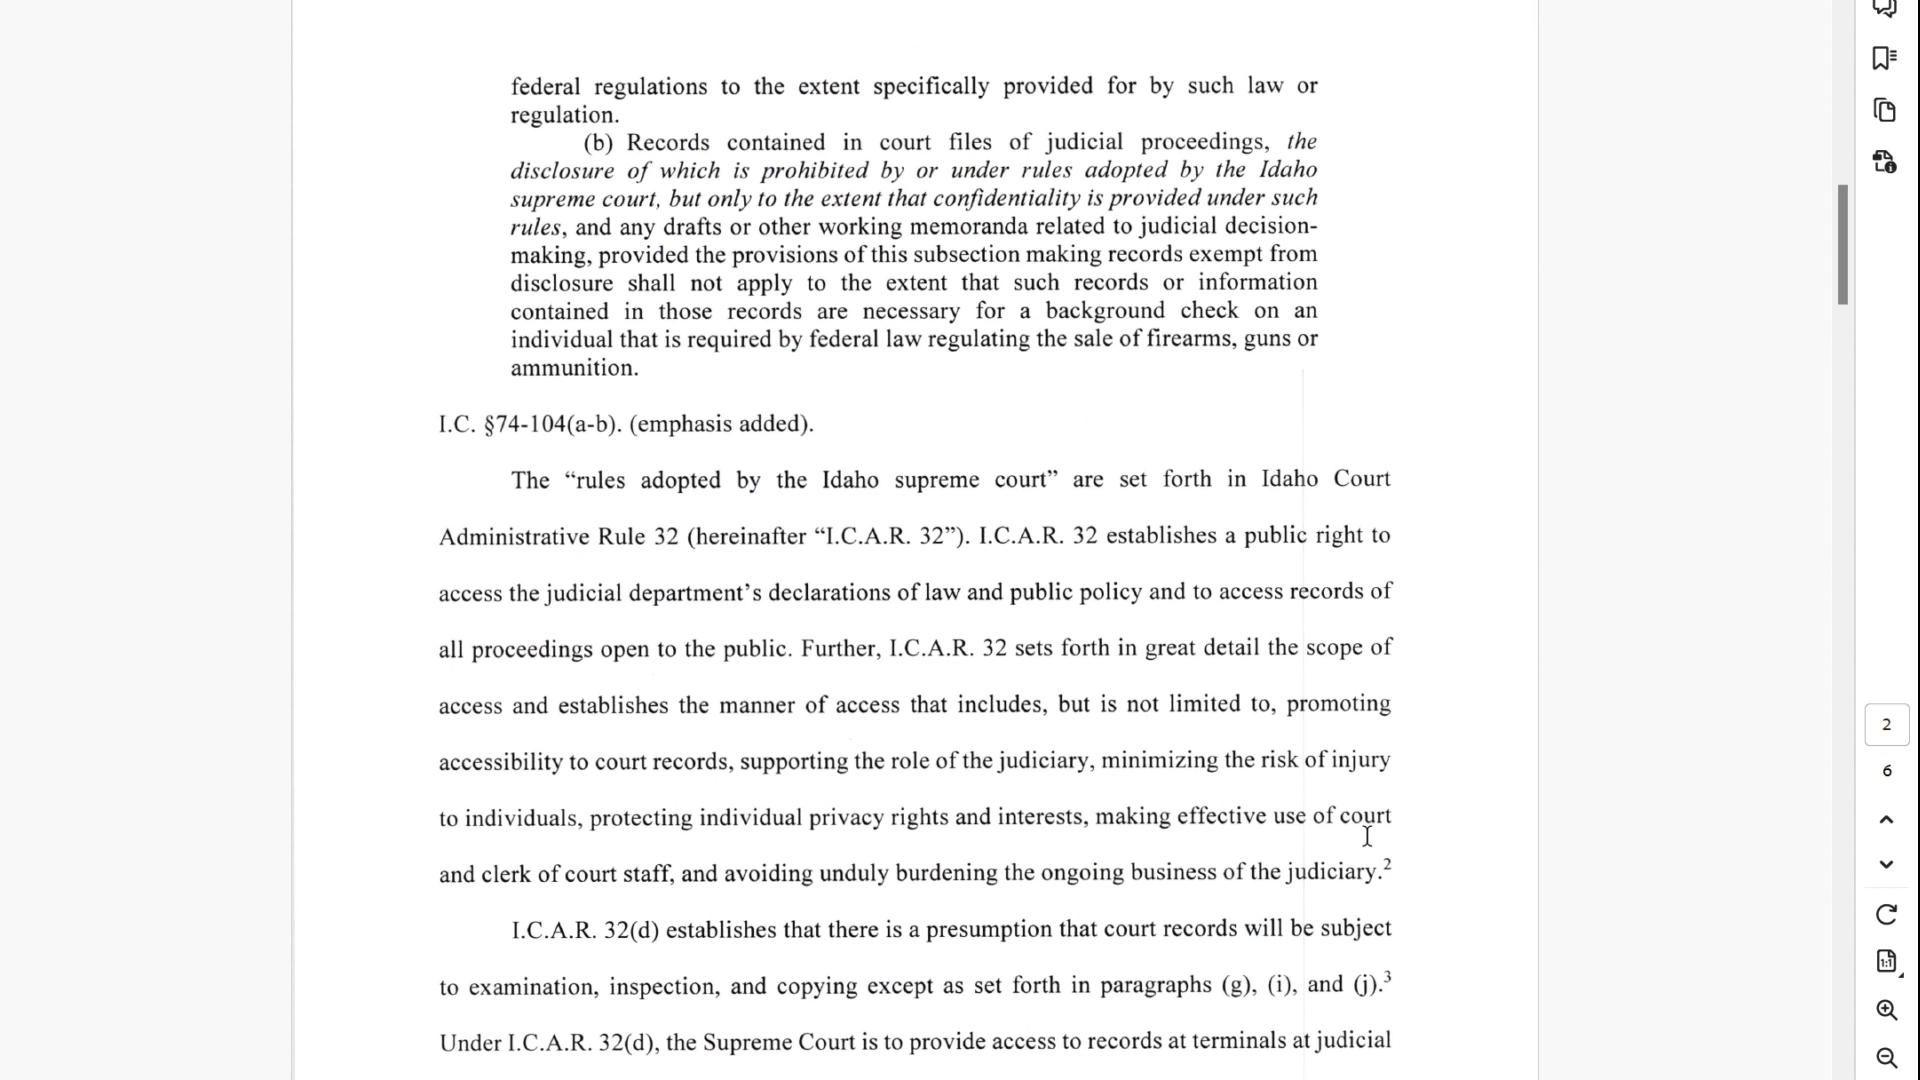 federal regulations to the extent specifically provided for by such law or
regulation.
(b) Records contained in court files of judicial proceedings, the
disclosure of which is prohibited by or under rules adopted by the Idaho
supreme court, but only to the extent that confidentiality is provided under such
rules, and any drafts or other working memoranda related to judicial decision-
making, provided the provisions of this subsection making records exempt from
disclosure shall not apply to the extent that such records or information
contained in those records are necessary for a background check on an
individual that is required by federal law regulating the sale of firearms, guns or
ammunition.
I.C. §74-104(a-b). (emphasis added).
The “rules adopted by the Idaho supreme court” are set forth in Idaho Court
Administrative Rule 32 (hereinafter “I.C.A.R. 32”). I.C.A.R. 32 establishes a public right to
access the judicial department’s declarations of law and public policy and to access records of
all proceedings open to the public. Further, I.C.A.R. 32 sets forth in great detail the scope of
access and establishes the manner of access that includes, but is not limited to, promoting
accessibility to court records, supporting the role of the judiciary, minimizing the risk of injury
to individuals, protecting individual privacy rights and interests, making effective use of court
and clerk of court staff, and avoiding unduly burdening the ongoing business of the judiciary.²
I.C.A.R. 32(d) establishes that there is a presumption that court records will be subject
to examination, inspection, and copying except as set forth in paragraphs (g), (i), and (j).³
Under I.C.A.R. 32(d), the Supreme Court is to provide access to records at terminals at judicial
2
6
1:1